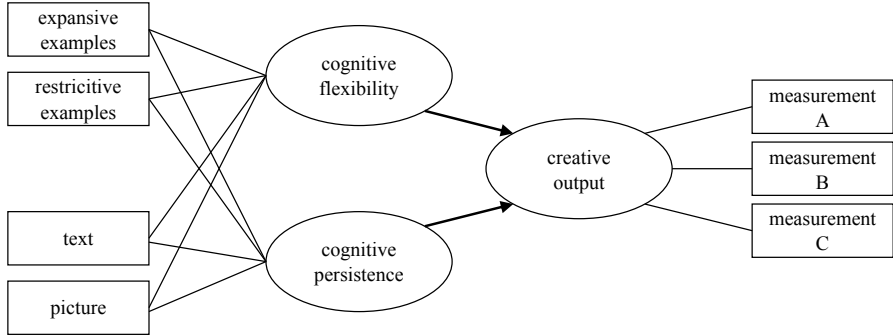 expansive
examples
restricitive
examples
text
picture
cognitive
flexibility
cognitive
persistence
creative
output
measurement
A
measurement
B
measurement
C